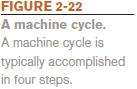 FIGURE 2-22
A machine cycle.
A machine cycle is
typically accomplished
in four steps.